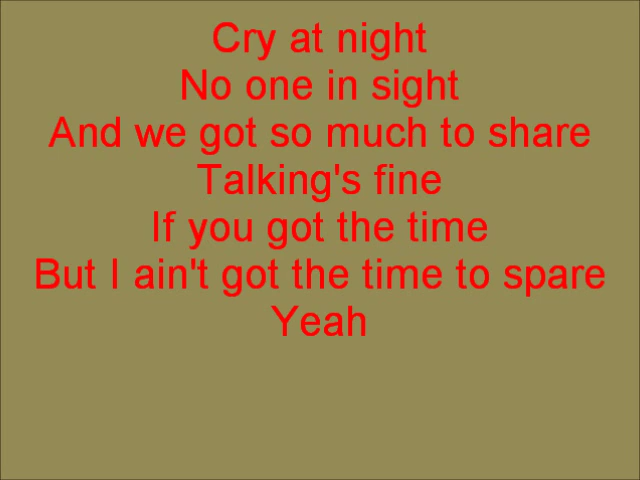 Cry at night
No one in sight
And we got so much to share
Talking's fine
If you got the time
But I ain't got the time to spare
Yeah